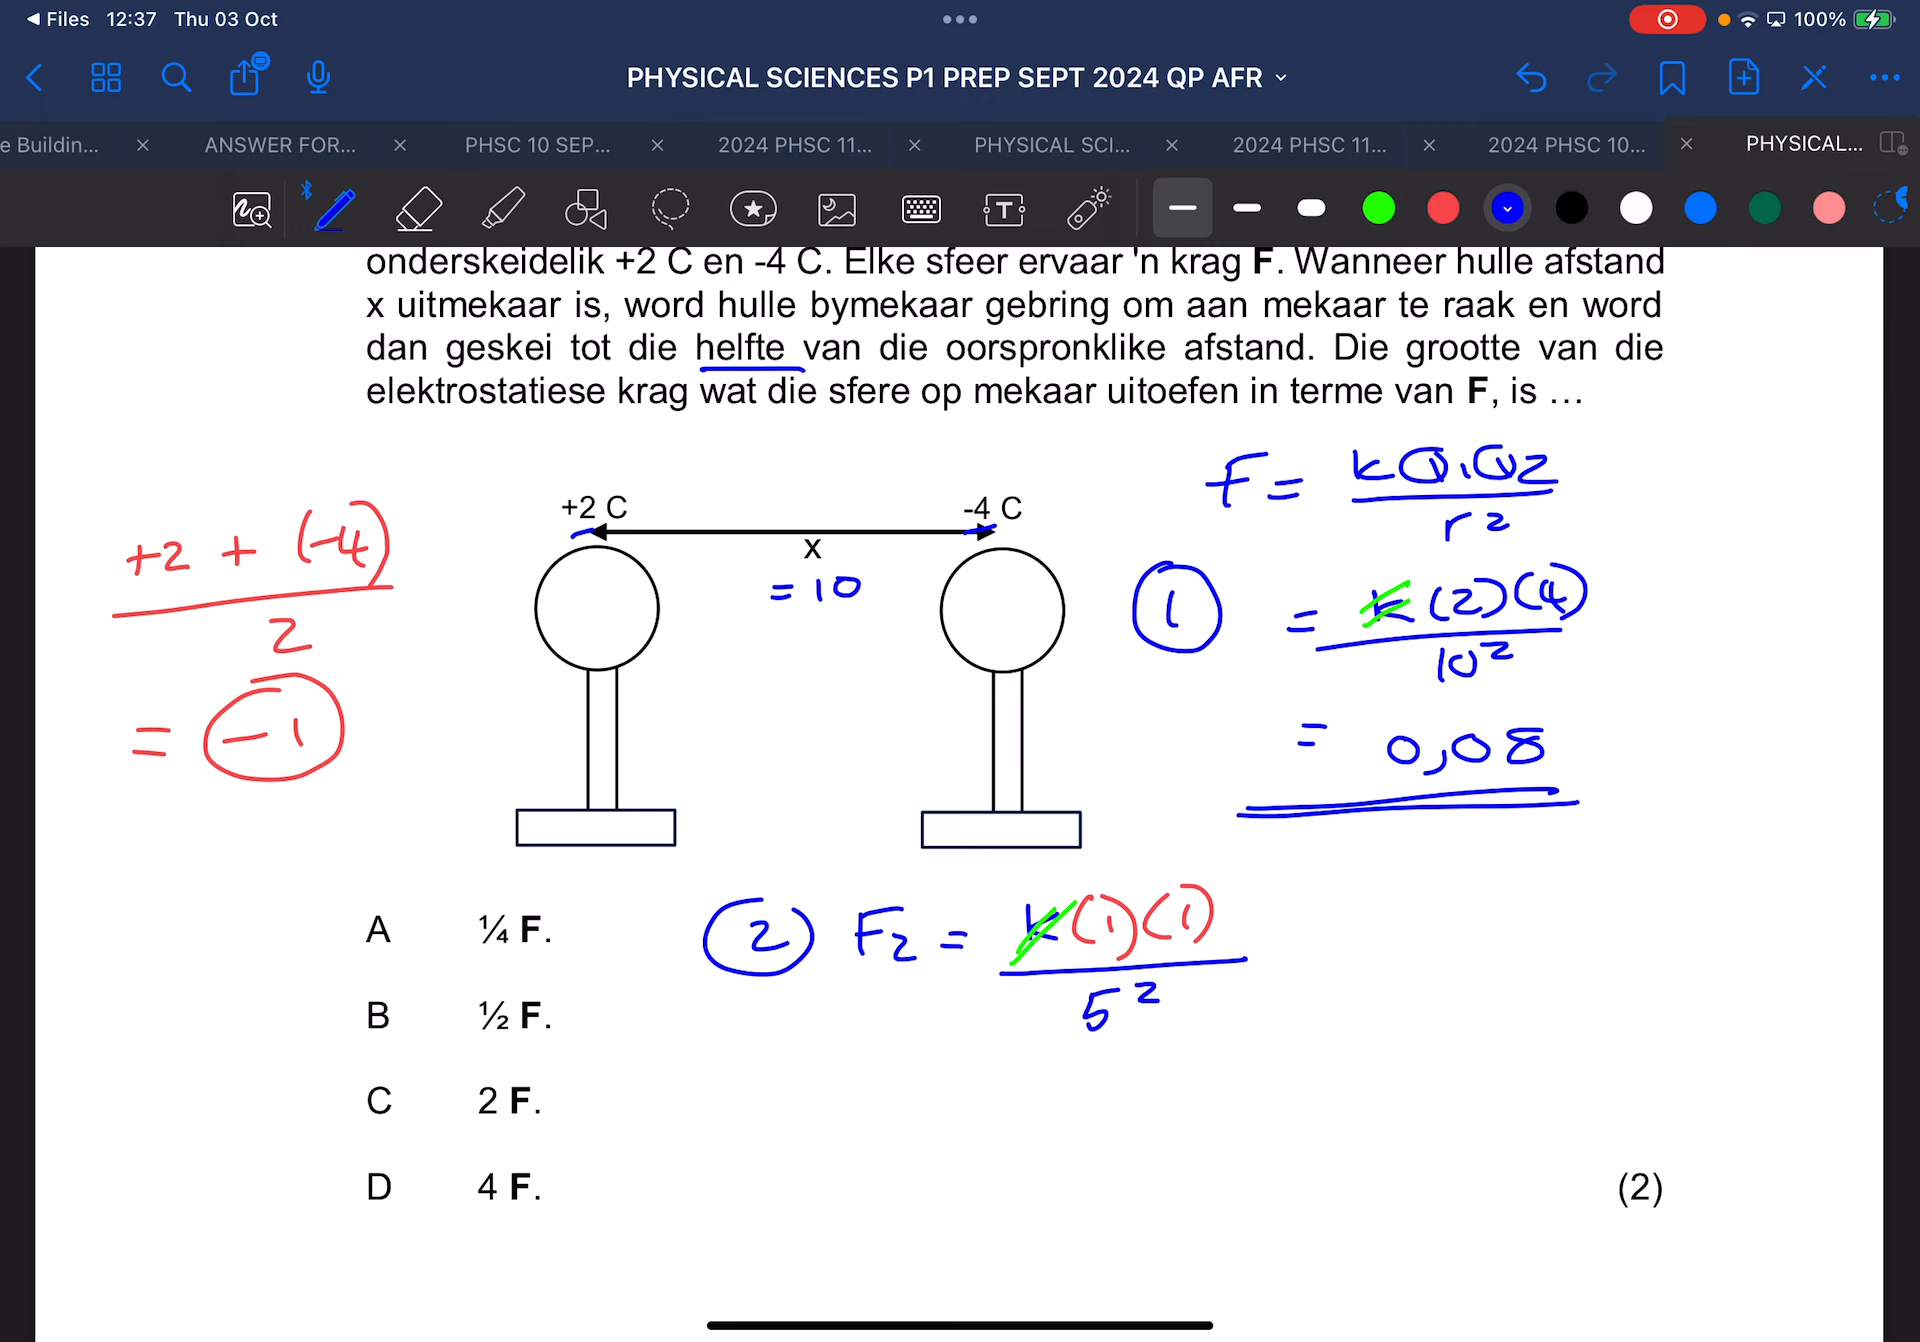 Files 12:37 Thu 03 Oct
100%
PHYSICAL SCIENCES P1 PREP SEPT 2024 QP AFR
e Buildin... ANSWER FOR... PHSC 10 SEP... 2024 PHSC 11... PHYSICAL SCI... 2024 PHSC 11... 2024 PHSC 10... PHYSICAL...
onderskeidelik +2 C en -4 C. Elke sfeer ervaar 'n krag F. Wanneer hulle afstand
x uitmekaar is, word hulle bymekaar gebring om aan mekaar te raak en word
dan geskei tot die helfte van die oorspronklike afstand. Die grootte van die
elektrostatiese krag wat die sfere op mekaar uitoefen in terme van F, is ...
+2 C
-4 C
x
= 10
+2 + (-4)
2
= -1
F = kQ1Q2
r²
1
= k(2)(4)
10²
= 0,08
2 F2 = k(1)(1)
5²
A ¼ F.
B ½ F.
C 2 F.
D 4 F.
(2)